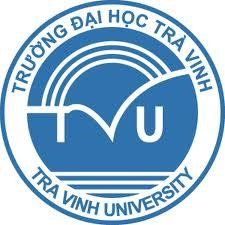 TRƯỜNG ĐẠI HỌC TRÀ VINH
TVU
TRA VINH UNIVERSITY